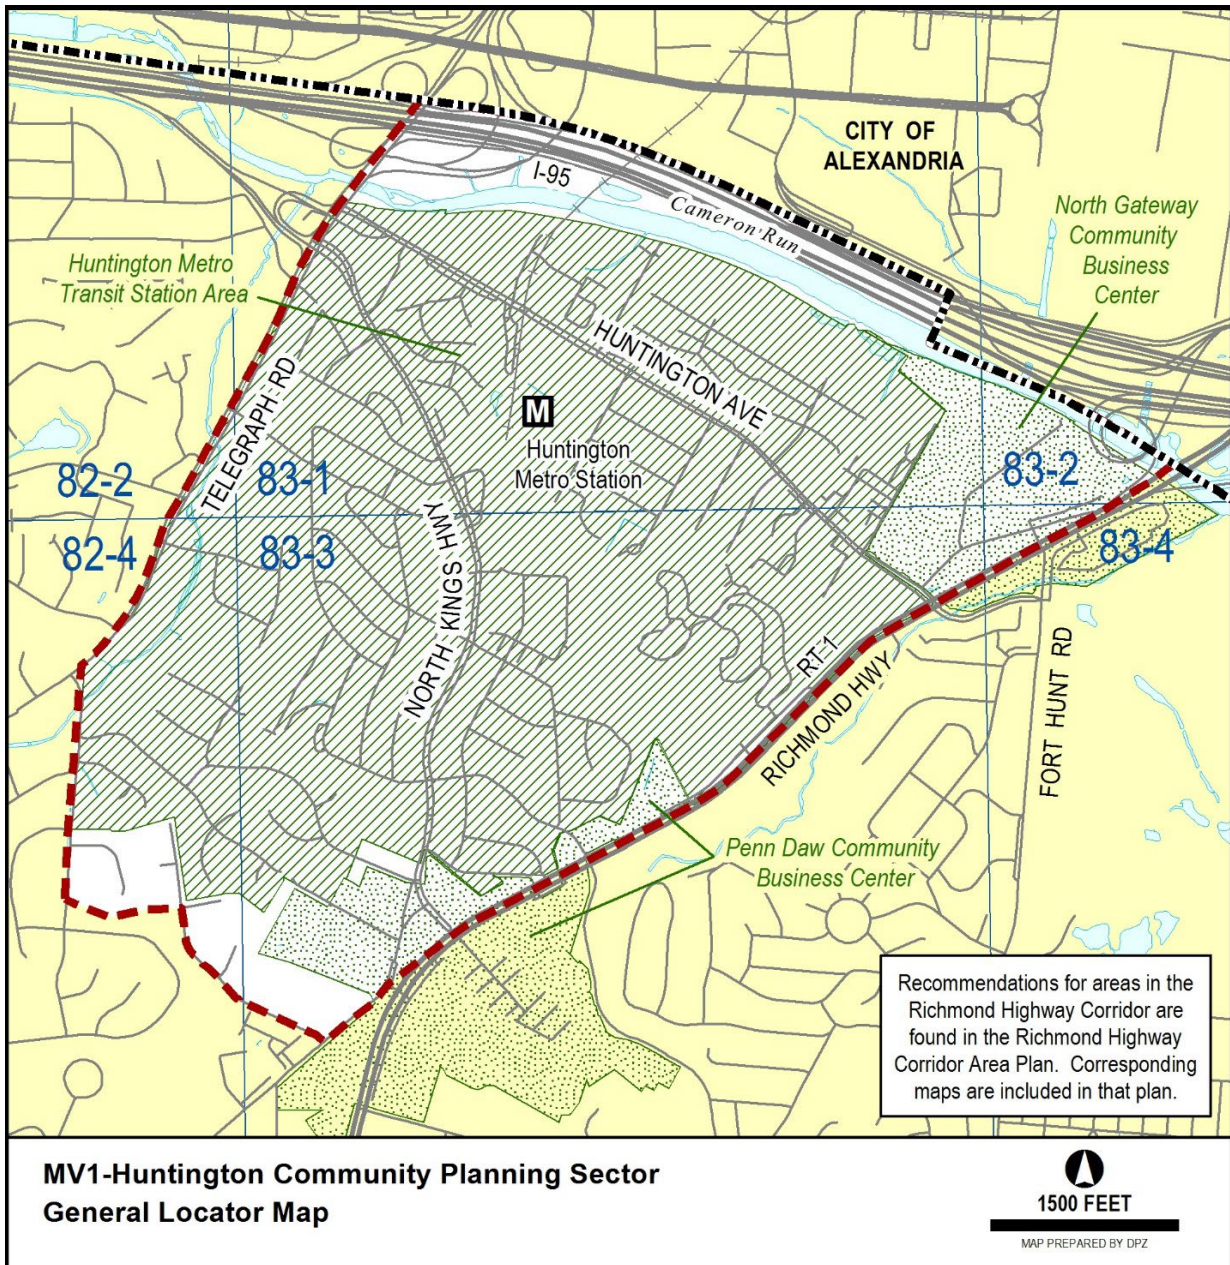 CITY OF
ALEXANDRIA
I-95
Cameron Run
North Gateway
Community
Business
Center
Huntington Metro
Transit Station Area
HUNTINGTON AVE
TELEGRAPH RD
M
Huntington
Metro Station
82-2
83-1
83-2
82-4
83-3
83-4
NORTH KINGS HWY
RT 1
RICHMOND HWY
FORT HUNT RD
Penn Daw Community
Business Center
Recommendations for areas in the
Richmond Highway Corridor are
found in the Richmond Highway
Corridor Area Plan. Corresponding
maps are included in that plan.
MV1-Huntington Community Planning Sector
General Locator Map
1500 FEET
MAP PREPARED BY DPZ